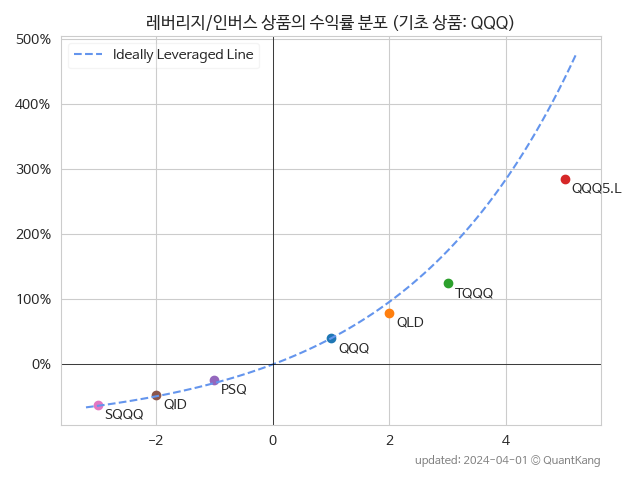 레버리지/인버스 상품의 수익률 분포 (기초 상품: QQQ)
500%
Ideally Leveraged Line
400%
300%
QQQ5.L
200%
TQQQ
100%
QLD
QQQ
0%
PSQ
QID
SQQQ
−2
0
2
4
updated: 2024-04-01 © QuantKang